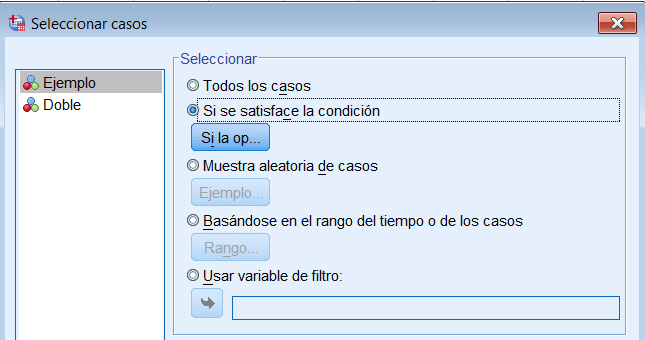 Seleccionar casos
Ejemplo
Doble
Seleccionar
Todos los casos
Si se satisface la condición
Si la op...
Muestra aleatoria de casos
Ejemplo...
Basándose en el rango del tiempo o de los casos
Rango...
Usar variable de filtro: